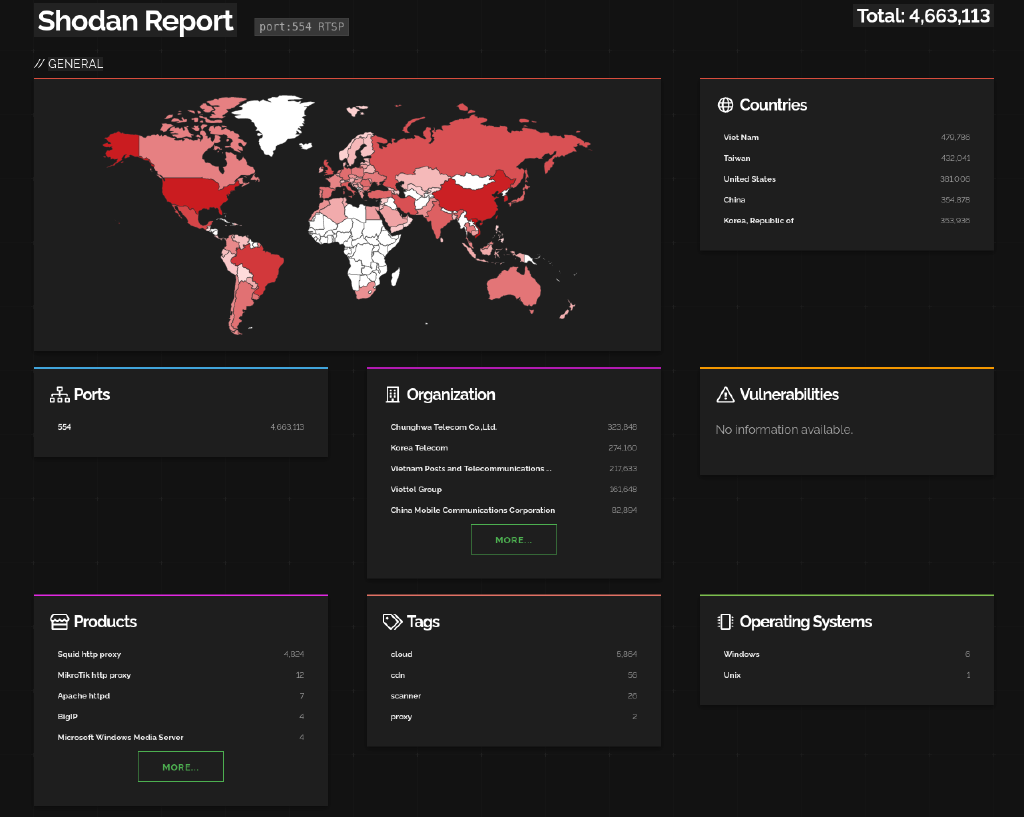 Shodan Report
port:554 RTSP
Total: 4,663,113
// GENERAL
Countries
Viet Nam 479,786
Taiwan 432,041
United States 381,006
China 354,878
Korea, Republic of 353,936
Ports
554 4,663,113
Organization
Chunghwa Telecom Co.,Ltd. 323,848
Korea Telecom 274,160
Vietnam Posts and Telecommunications ... 217,633
Viettel Group 161,648
China Mobile Communications Corporation 82,894
MORE...
Vulnerabilities
No information available.
Products
Squid http proxy 4,824
MikroTik http proxy 12
Apache httpd 7
BigIP 4
Microsoft Windows Media Server 4
MORE...
Tags
cloud 5,864
cdn 56
scanner 26
proxy 2
Operating Systems
Windows 6
Unix 1